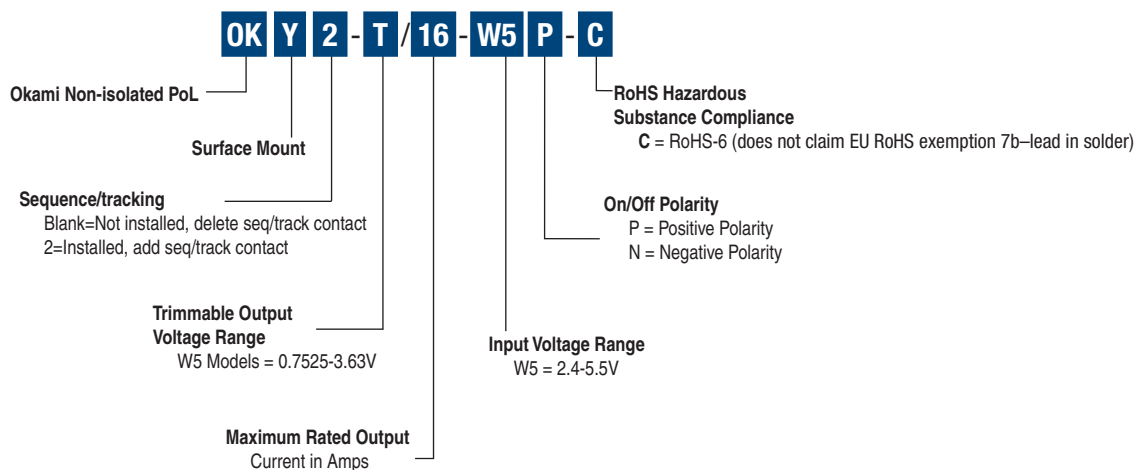 OK Y 2 - T / 16 - W5 P - C
Okami Non-isolated PoL
RoHS Hazardous
Substance Compliance
C = RoHS-6 (does not claim EU RoHS exemption 7b–lead in solder)
Surface Mount
Sequence/tracking
Blank=Not installed, delete seq/track contact
2=Installed, add seq/track contact
On/Off Polarity
P = Positive Polarity
N = Negative Polarity
Trimmable Output
Voltage Range
W5 Models = 0.7525-3.63V
Input Voltage Range
W5 = 2.4-5.5V
Maximum Rated Output
Current in Amps